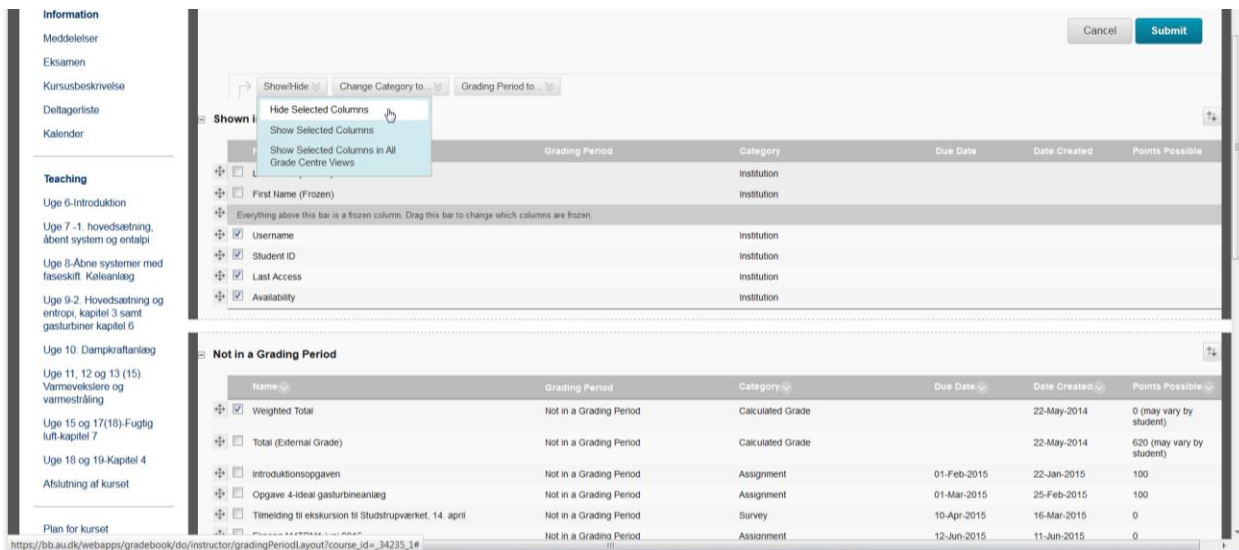 Information
Meddelelser
Eksamen
Kursusbeskrivelse
Deltagerliste
Kalender
Teaching
Uge 6-Introduktion
Uge 7 -1. hovedsætning,
åbent system og entalpi
Uge 8-Åbne systemer med
faseskift. Køleanlæg
Uge 9-2. Hovedsætning og
entropi, kapitel 3 samt
gasturbiner kapitel 6
Uge 10: Dampkraftanlæg
Uge 11, 12 og 13 (15).
Varmevekslere og
varmestråling
Uge 15 og 17(18)-Fugtig
luft-kapitel 7
Uge 18 og 19-Kapitel 4
Afslutning af kurset
Plan for kurset
Cancel Submit
Show/Hide Change Category to... Grading Period to...
Hide Selected Columns
Show Selected Columns
Show Selected Columns in All
Grade Centre Views
Shown i
Grading Period Category Due Date Date Created Points Possible
Institution
First Name (Frozen) Institution
Everything above this bar is a frozen column. Drag this bar to change which columns are frozen.
Username Institution
Student ID Institution
Last Access Institution
Availability Institution
Not in a Grading Period
Name Grading Period Category Due Date Date Created Points Possible
Weighted Total Not in a Grading Period Calculated Grade 22-May-2014 0 (may vary by
student)
Total (External Grade) Not in a Grading Period Calculated Grade 22-May-2014 620 (may vary by
student)
Introduktionsopgaven Not in a Grading Period Assignment 01-Feb-2015 22-Jan-2015 100
Opgave 4-Ideal gasturbineanlæg Not in a Grading Period Assignment 01-Mar-2015 25-Feb-2015 100
Tilmelding til ekskursion til Studstrupværket, 14. april Not in a Grading Period Survey 10-Apr-2015 16-Mar-2015 0
Not in a Grading Period Assignment 12-Jun-2015 11-Jun-2015 0
https://bb.au.dk/webapps/gradebook/do/instructor/gradingPeriodLayout?course_id=_34235_1#